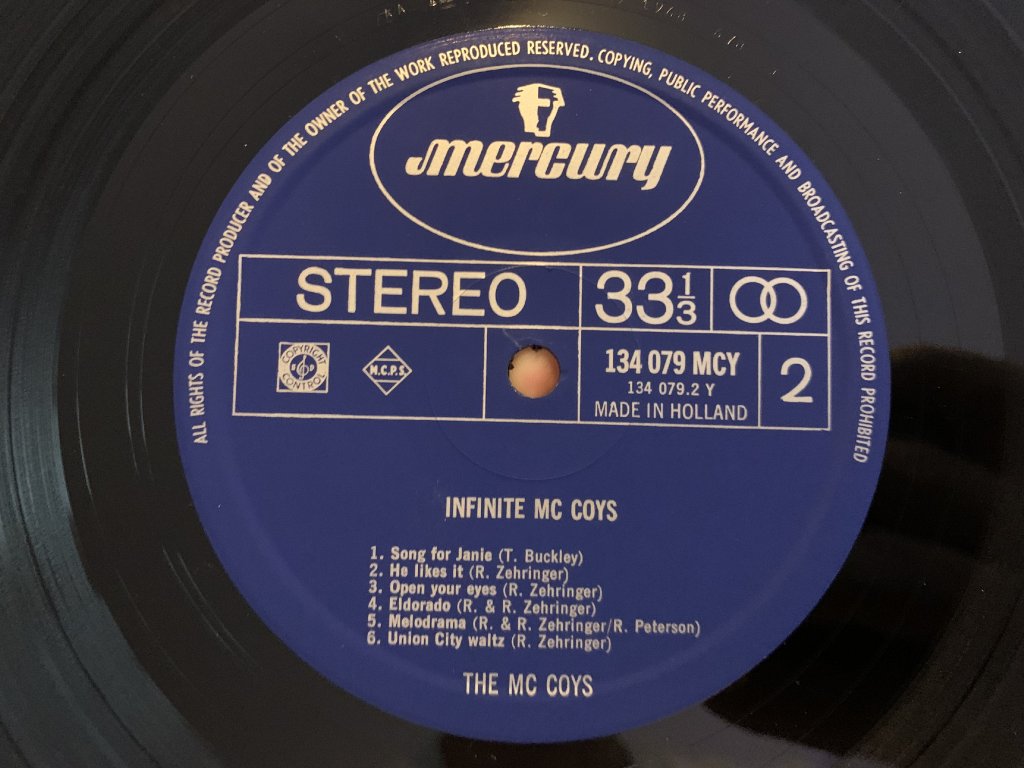 ALL RIGHTS OF THE RECORD PRODUCER AND OF THE OWNER OF THE WORK REPRODUCED RESERVED. COPYING, PUBLIC PERFORMANCE AND BROADCASTING OF THIS RECORD PROHIBITED
mercury
STEREO
33 1/3
COPYRIGHT
CONTROL
M.C.P.S.
134 079 MCY
134 079.2 Y
MADE IN HOLLAND
2
INFINITE MC COYS
1. Song for Janie (T. Buckley)
2. He likes it (R. Zehringer)
3. Open your eyes (R. Zehringer)
4. Eldorado (R. & R. Zehringer)
5. Melodrama (R. & R. Zehringer/R. Peterson)
6. Union City waltz (R. Zehringer)
THE MC COYS